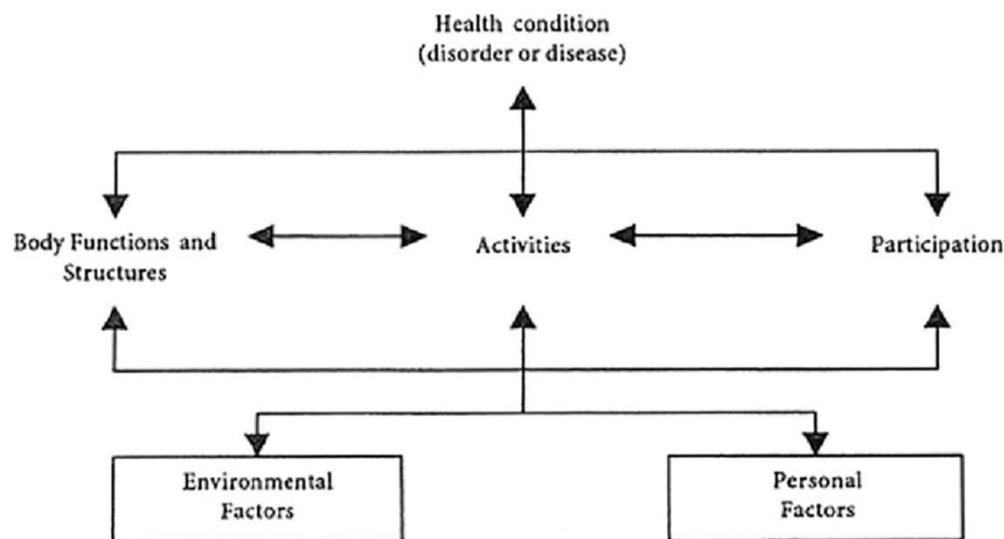 Health condition
(disorder or disease)
Body Functions and
Structures
Activities
Participation
Environmental
Factors
Personal
Factors